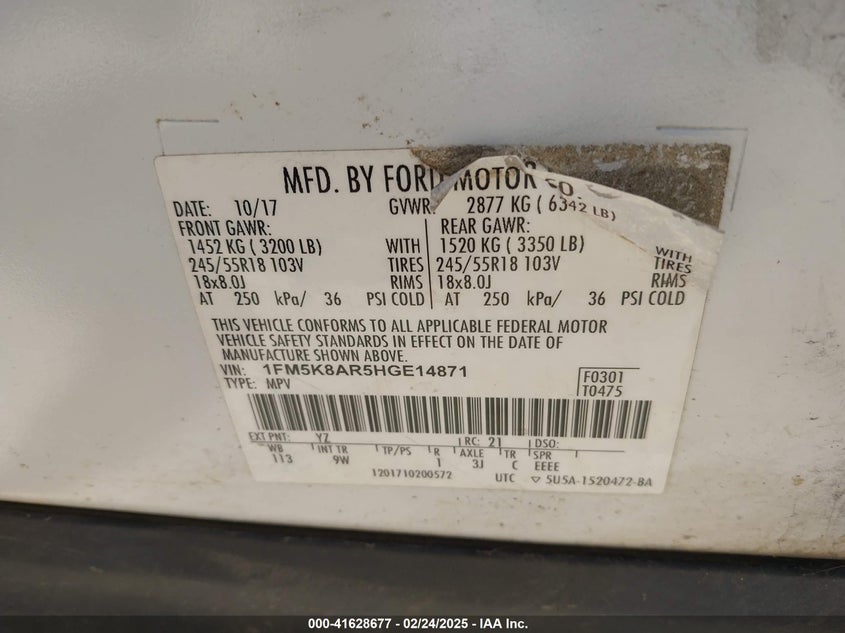 MFD. BY FORD MOTOR CO.
DATE: 10/17 GVWR: 2877 KG ( 6342 LB)
FRONT GAWR: REAR GAWR:
1452 KG ( 3200 LB) WITH 1520 KG ( 3350 LB) WITH
245/55R18 103V TIRES 245/55R18 103V TIRES
18x8.0J RIMS 18x8.0J RIMS
AT 250 kPa/ 36 PSI COLD AT 250 kPa/ 36 PSI COLD
THIS VEHICLE CONFORMS TO ALL APPLICABLE FEDERAL MOTOR
VEHICLE SAFETY STANDARDS IN EFFECT ON THE DATE OF
MANUFACTURE SHOWN ABOVE.
VIN: 1FM5K8AR5HGE14871 F0301
TYPE: MPV T0475
EXT PNT: YZ RC: 21 DSO:
WB INT TR TP/PS R AXLE TR SPR
113 9W 1 3J C EEEE
1201710200572 UTC ▽ 5U5A-1520472-BA
000-41628677 / 02/24/2025 - IAA Inc.